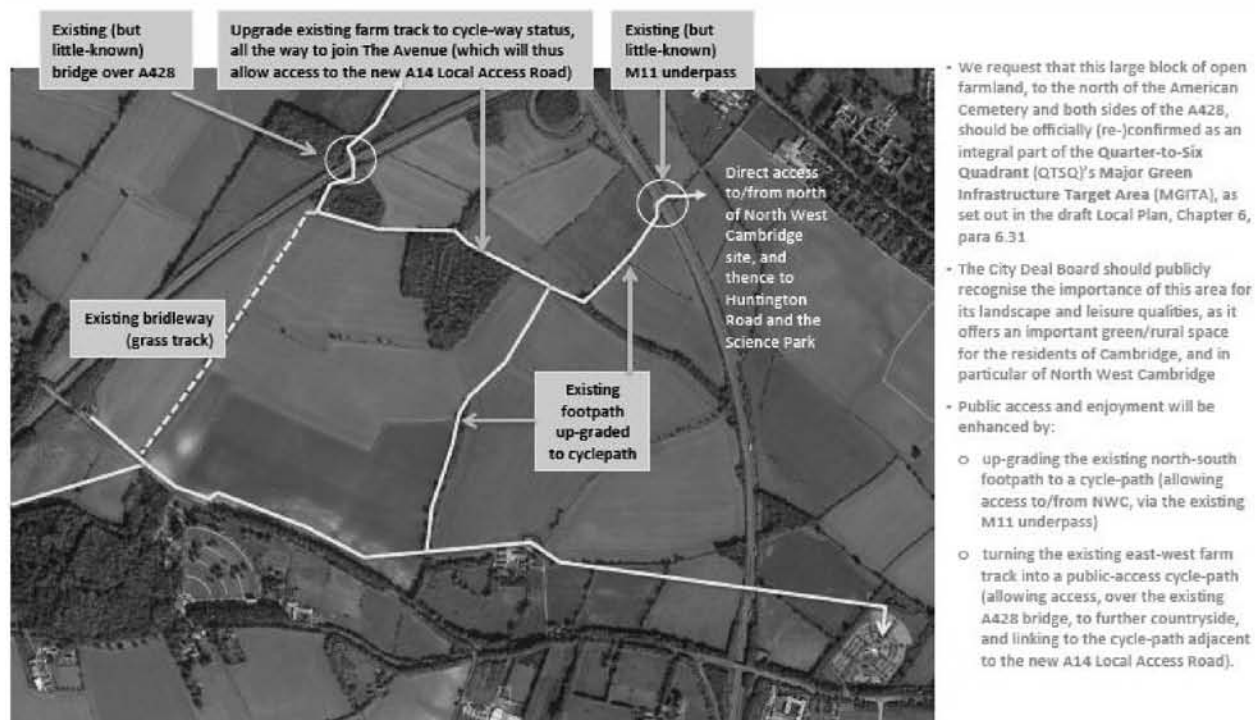 Existing (but
little-known)
bridge over A428
Upgrade existing farm track to cycle-way status,
all the way to join The Avenue (which will thus
allow access to the new A14 Local Access Road)
Existing (but
little-known)
M11 underpass
Direct access
to/from north
of North West
Cambridge
site, and
thence to
Huntington
Road and the
Science Park
Existing bridleway
(grass track)
Existing
footpath
up-graded
to cyclepath
• We request that this large block of open
farmland, to the north of the American
Cemetery and both sides of the A428,
should be officially (re-)confirmed as an
integral part of the Quarter-to-Six
Quadrant (QTSQ)'s Major Green
Infrastructure Target Area (MGITA), as
set out in the draft Local Plan, Chapter 6,
para 6.31
• The City Deal Board should publicly
recognise the importance of this area for
its landscape and leisure qualities, as it
offers an important green/rural space
for the residents of Cambridge, and in
particular of North West Cambridge
• Public access and enjoyment will be
enhanced by:
o up-grading the existing north-south
footpath to a cycle-path (allowing
access to/from NWC, via the existing
M11 underpass)
o turning the existing east-west farm
track into a public-access cycle-path
(allowing access, over the existing
A428 bridge, to further countryside,
and linking to the cycle-path adjacent
to the new A14 Local Access Road).